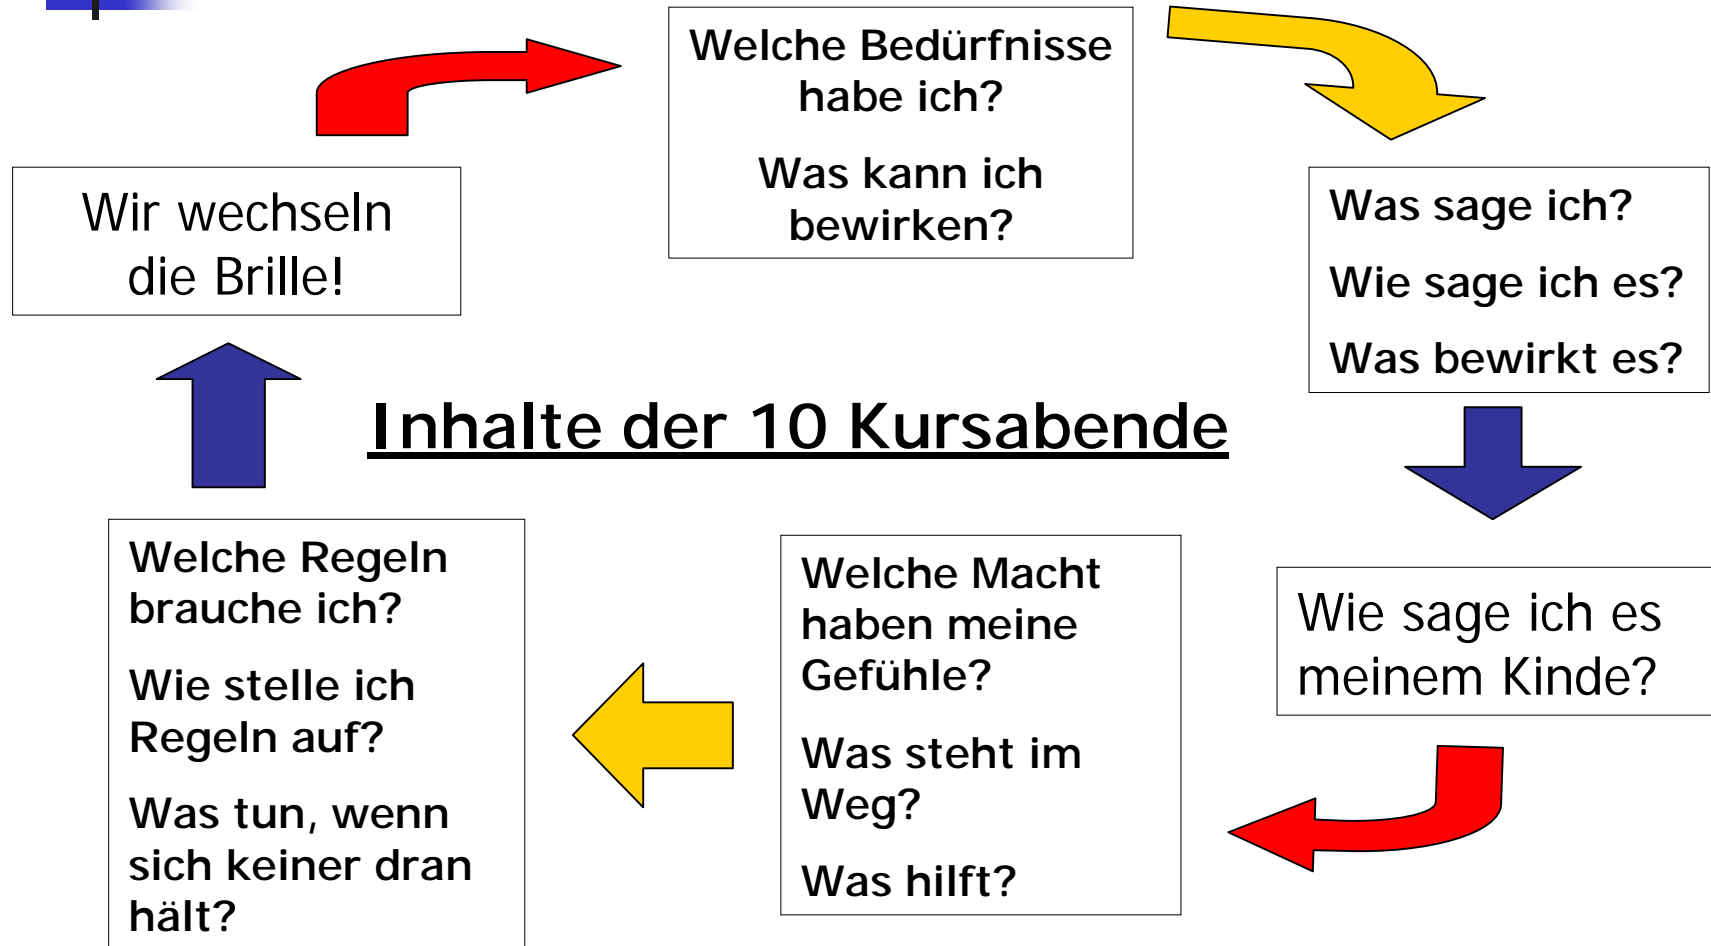 Welche Bedürfnisse
habe ich?
Was kann ich
bewirken?
Wir wechseln
die Brille!
Was sage ich?
Wie sage ich es?
Was bewirkt es?
Inhalte der 10 Kursabende
Welche Regeln
brauche ich?
Wie stelle ich
Regeln auf?
Was tun, wenn
sich keiner dran
hält?
Welche Macht
haben meine
Gefühle?
Was steht im
Weg?
Was hilft?
Wie sage ich es
meinem Kinde?